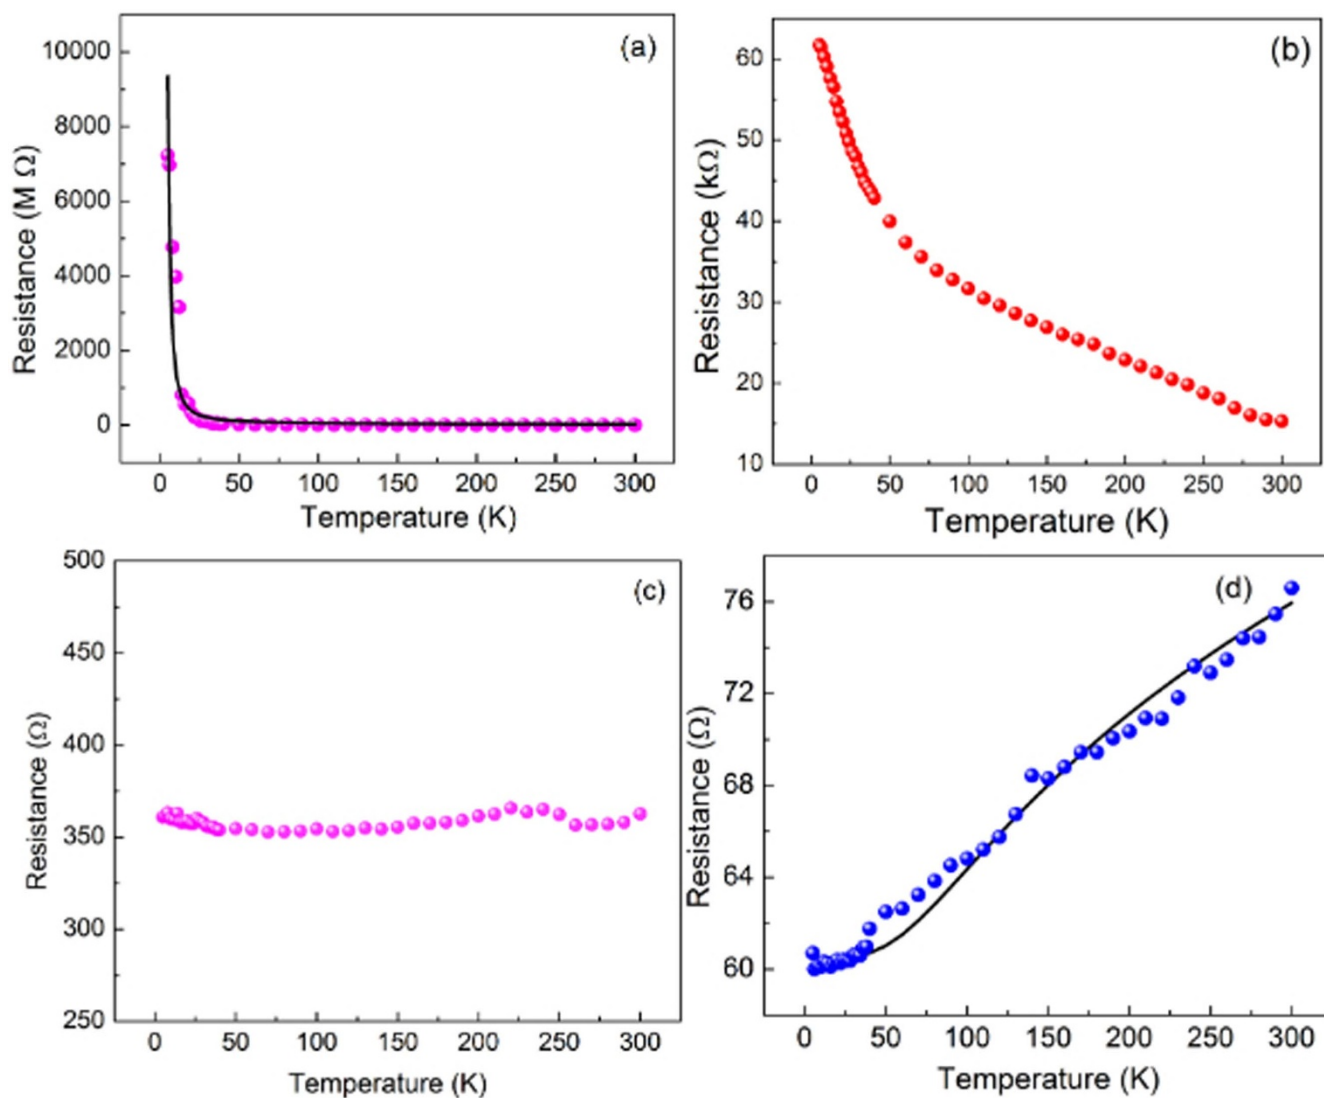 (a)
Resistance (M Ω)
10000
8000
6000
4000
2000
0
0 50 100 150 200 250 300
Temperature (K)
(b)
Resistance (kΩ)
60
50
40
30
20
10
0 50 100 150 200 250 300
Temperature (K)
(c)
Resistance (Ω)
500
450
400
350
300
250
0 50 100 150 200 250 300
Temperature (K)
(d)
Resistance (Ω)
76
72
68
64
60
0 50 100 150 200 250 300
Temperature (K)